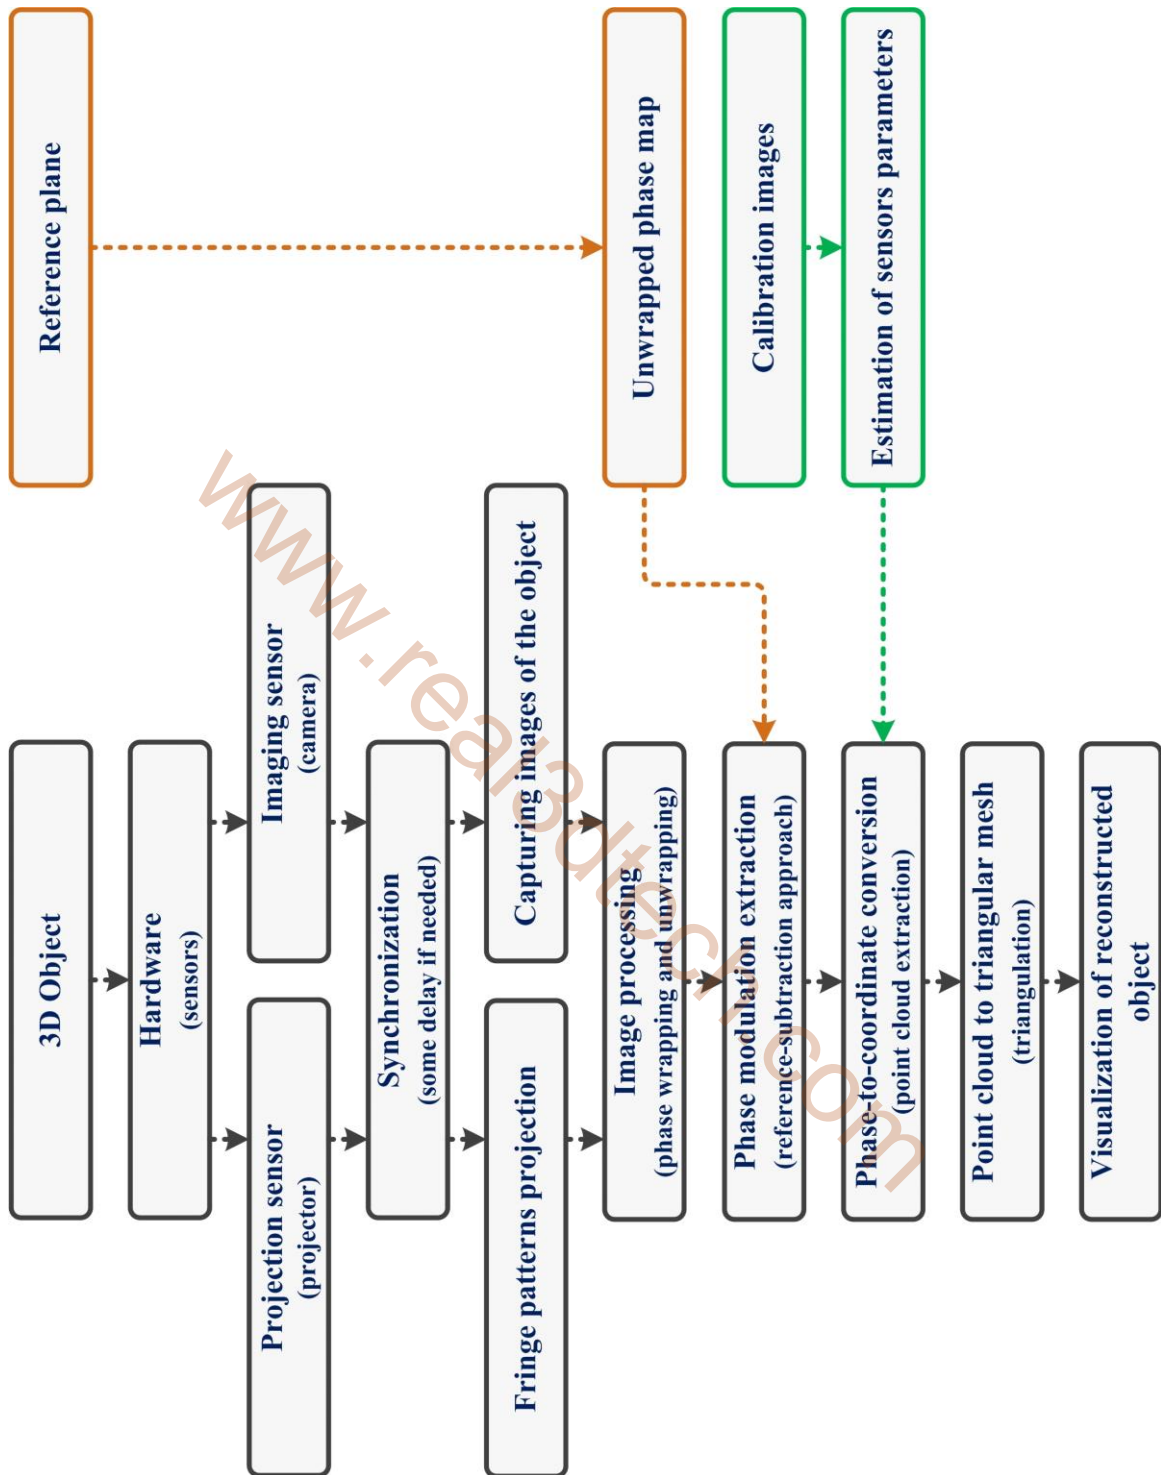 3D Object
Hardware
(sensors)
Projection sensor
(projector)
Imaging sensor
(camera)
Synchronization
(some delay if needed)
Fringe patterns projection
Capturing images of the object
Image processing
(phase wrapping and unwrapping)
Phase modulation extraction
(reference-subtraction approach)
Phase-to-coordinate conversion
(point cloud extraction)
Point cloud to triangular mesh
(triangulation)
Visualization of reconstructed
object
Reference plane
Unwrapped phase map
Calibration images
Estimation of sensors parameters
www.real3dtech.com